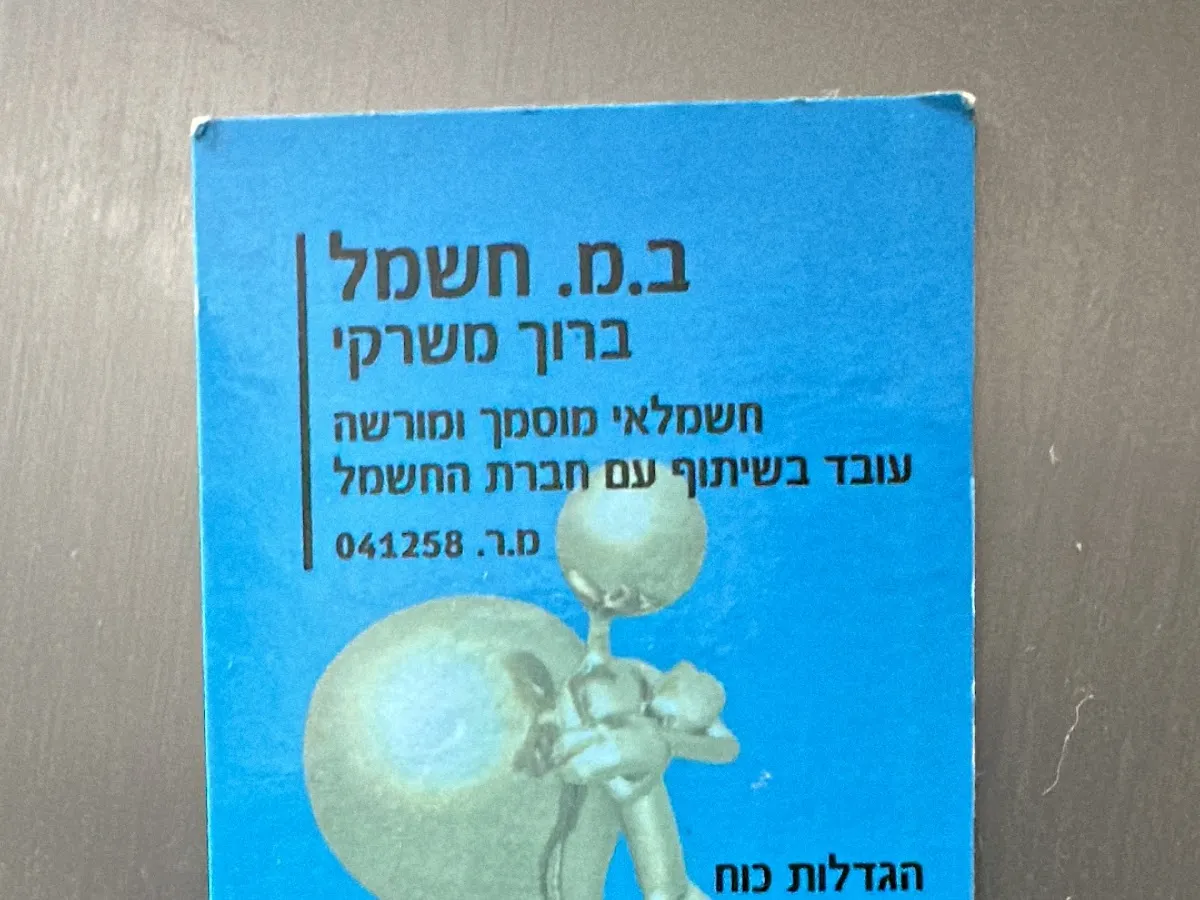 ב.מ. חשמל
ברוך משרקי
חשמלאי מוסמך ומורשה
עובד בשיתוף עם חברת החשמל
מ.ר. 041258
הגדלות כוח